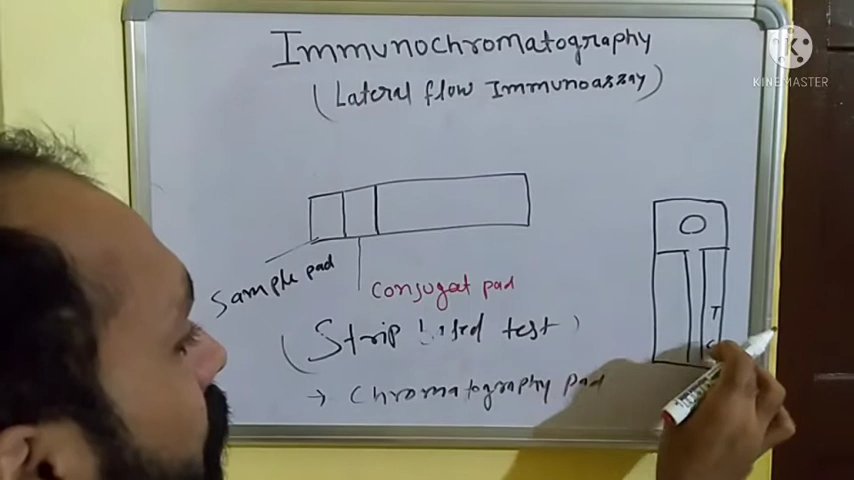 Immunochromatography
(Lateral flow Immunoassay)
Sample pad
Conjugat pad
(Strip test)
→ Chromatography pad
T
C
K
KINEMASTER